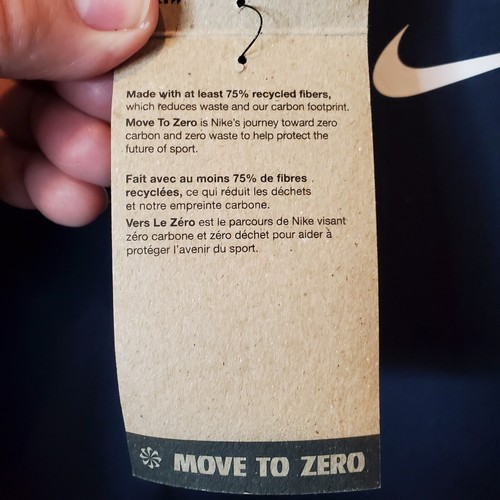 Made with at least 75% recycled fibers,
which reduces waste and our carbon footprint.
Move To Zero is Nike's journey toward zero
carbon and zero waste to help protect the
future of sport.
Fait avec au moins 75% de fibres
recyclées, ce qui réduit les déchets
et notre empreinte carbone.
Vers Le Zéro est le parcours de Nike visant
zéro carbone et zéro déchet pour aider à
protéger l'avenir du sport.
MOVE TO ZERO